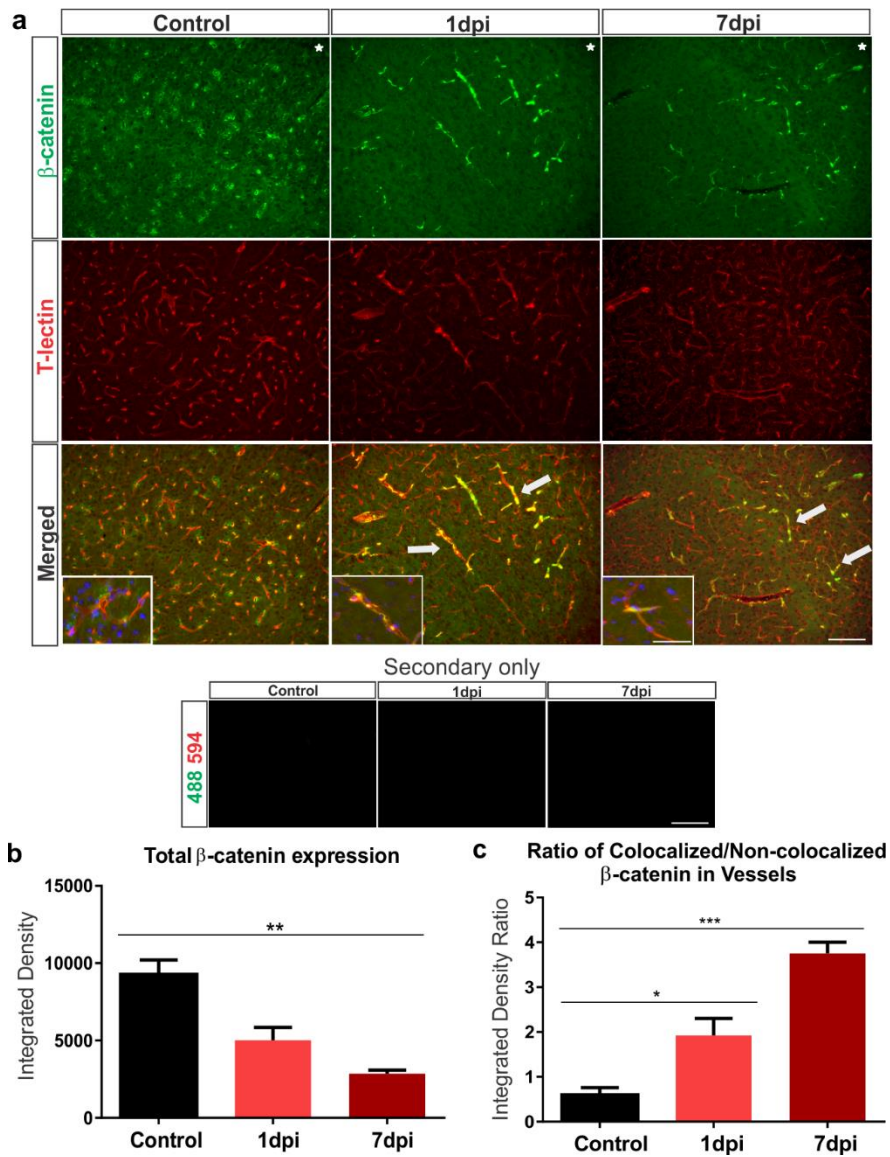 a
Control 1dpi 7dpi
*
*
*
β-catenin
T-lectin
Merged
Secondary only
Control 1dpi 7dpi
488 594
b
Total β-catenin expression
Integrated Density
15000
10000
5000
0
**
Control 1dpi 7dpi
c
Ratio of Colocalized/Non-colocalized
β-catenin in Vessels
Integrated Density Ratio
5
4
3
2
1
0
***
*
Control 1dpi 7dpi